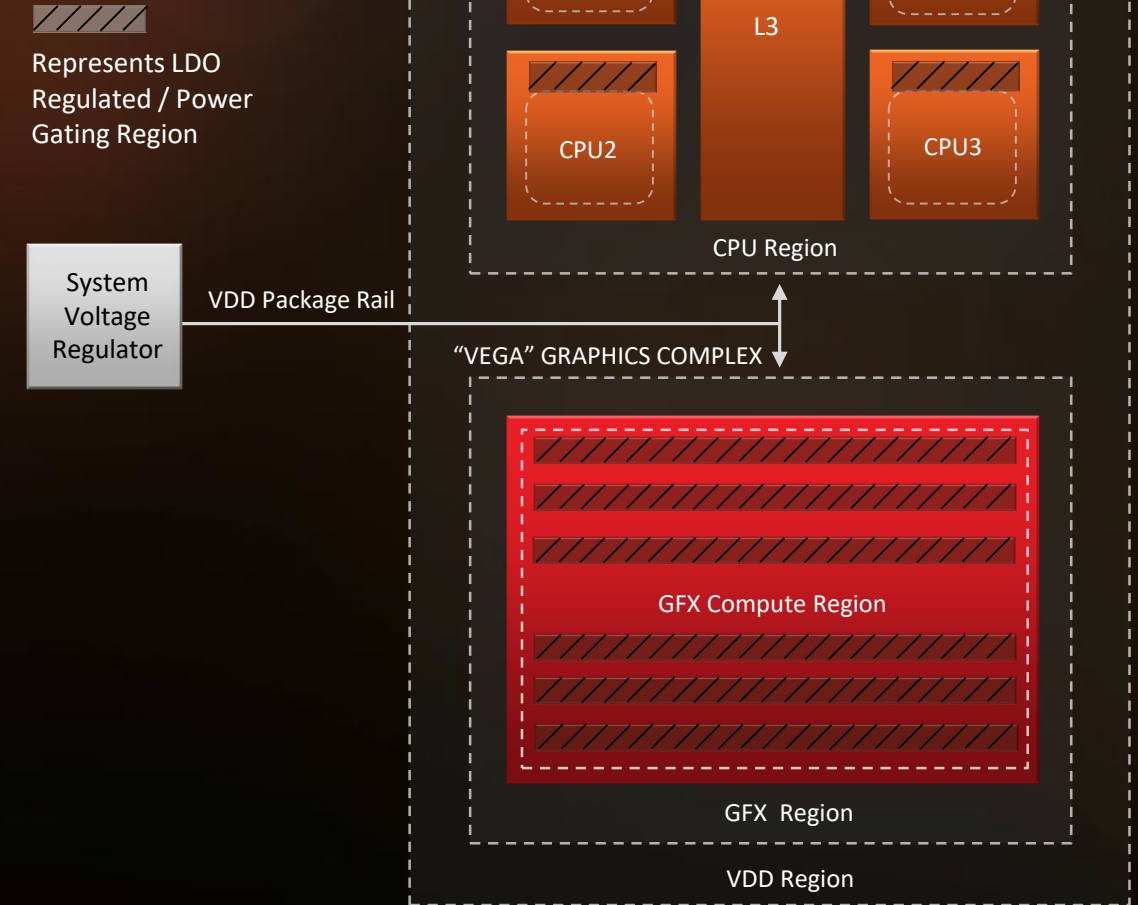 L3
Represents LDO
Regulated / Power
Gating Region
CPU2
CPU3
CPU Region
System
Voltage
Regulator
VDD Package Rail
“VEGA” GRAPHICS COMPLEX
GFX Compute Region
GFX  Region
VDD Region